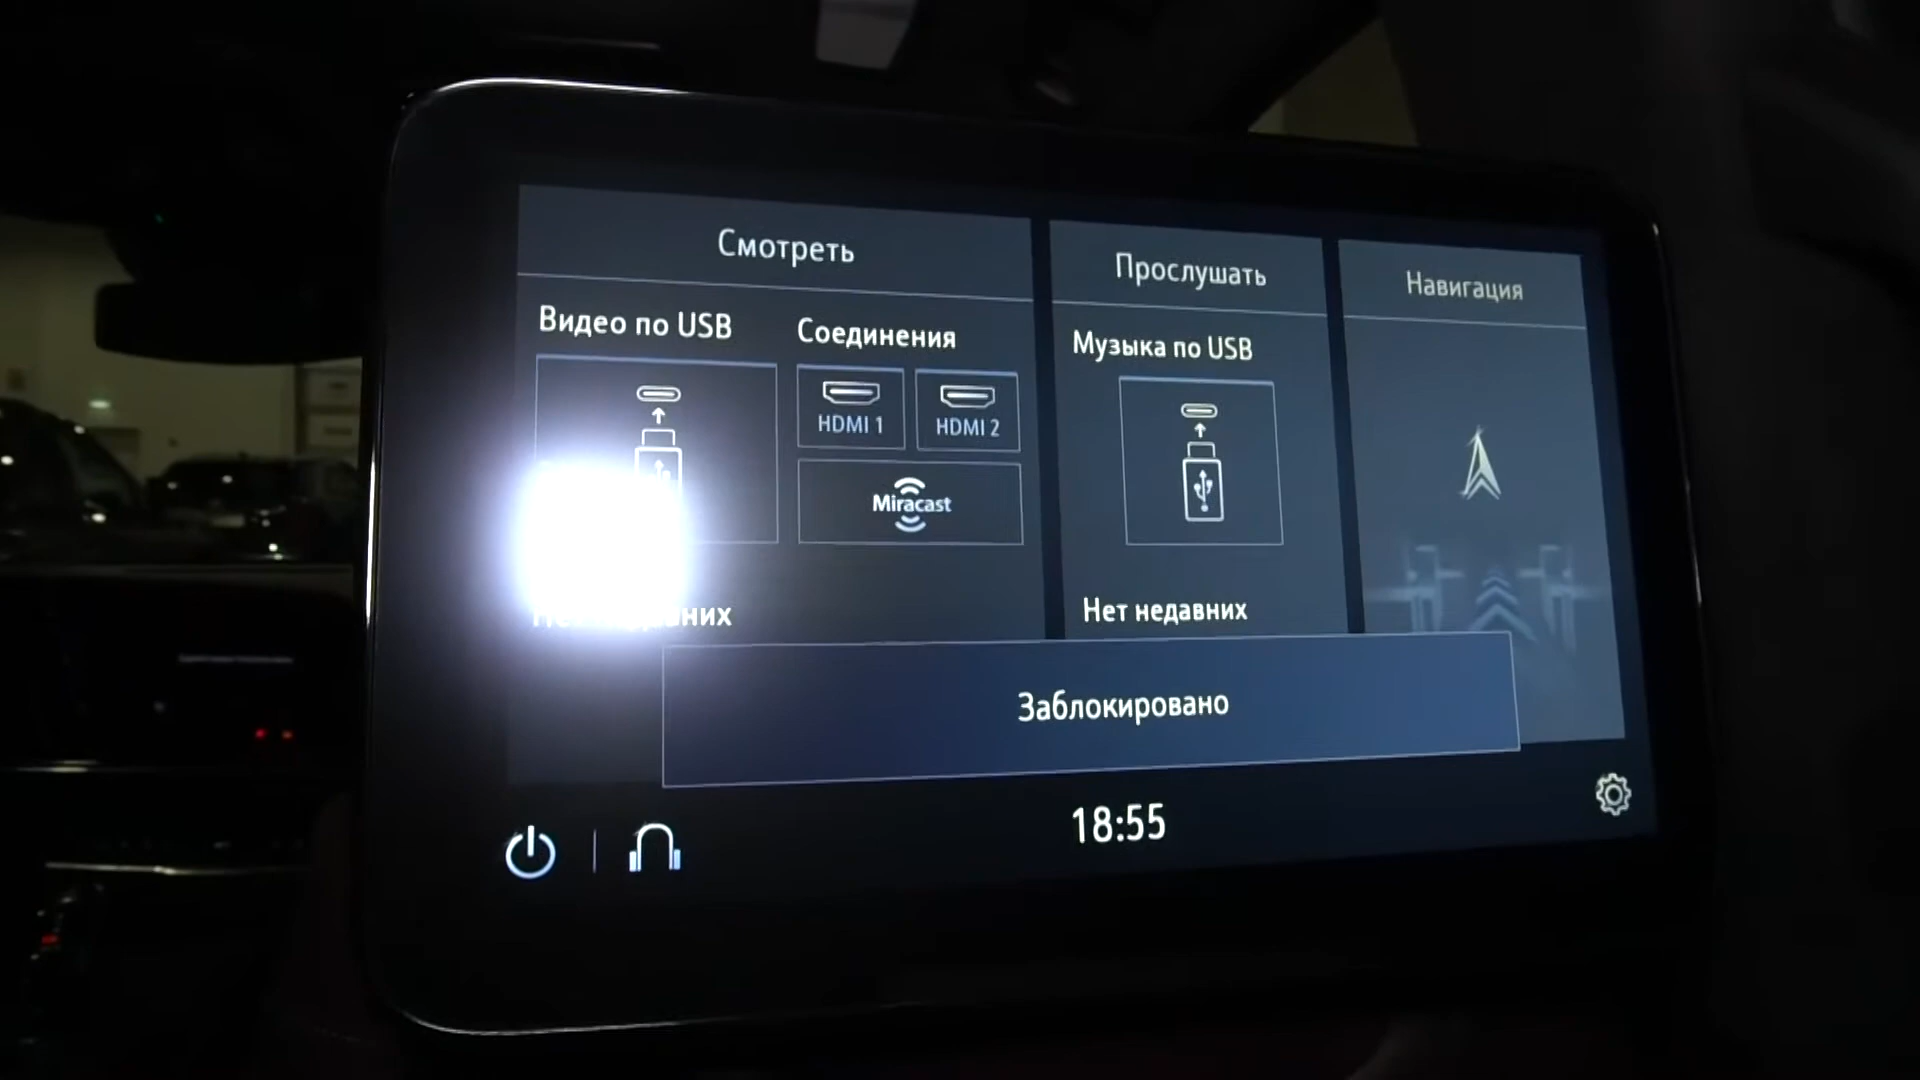 Смотреть
Видео по USB
Соединения
HDMI 1
HDMI 2
Miracast
Прослушать
Музыка по USB
Нет недавних
Навигация
Заблокировано
18:55